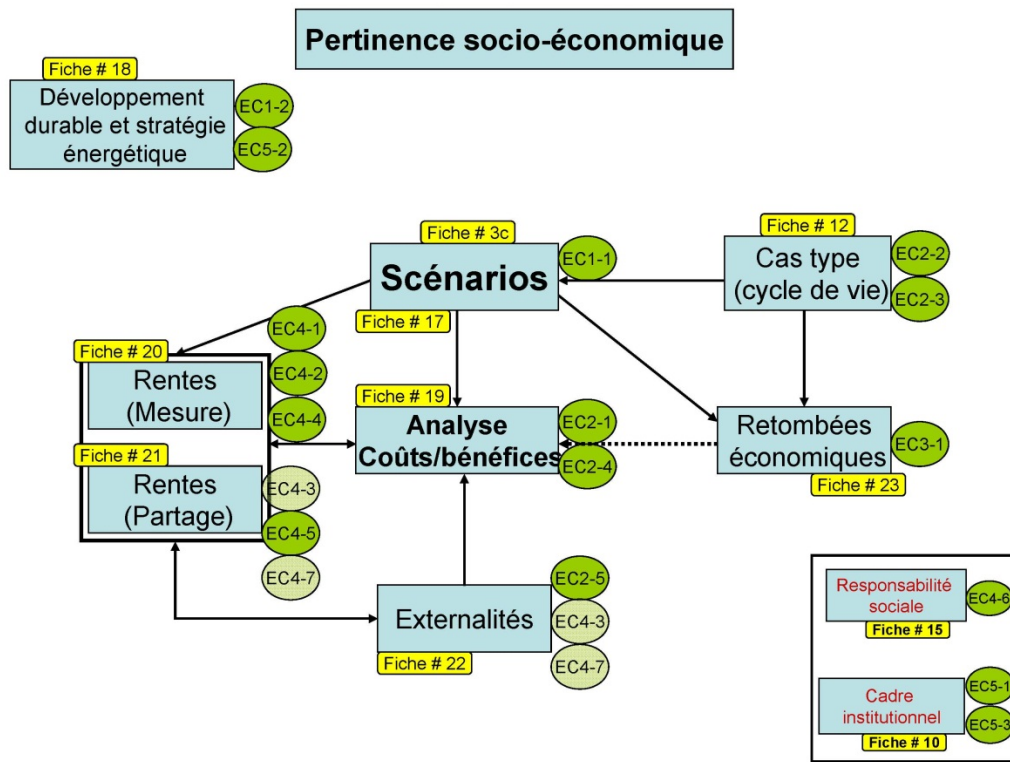 Pertinence socio-économique
Fiche # 18
Développement
durable et stratégie
énergétique
EC1-2
EC5-2
Fiche # 3c
Scénarios
EC1-1
Fiche # 17
Fiche # 12
Cas type
(cycle de vie)
EC2-2
EC2-3
Fiche # 20
Rentes
(Mesure)
EC4-1
EC4-2
EC4-4
Fiche # 21
Rentes
(Partage)
EC4-3
EC4-5
EC4-7
Fiche # 19
Analyse
Coûts/bénéfices
EC2-1
EC2-4
Retombées
économiques
EC3-1
Fiche # 23
Externalités
EC2-5
EC4-3
EC4-7
Fiche # 22
Responsabilité
sociale
EC4-6
Fiche # 15
Cadre
institutionnel
EC5-1
EC5-3
Fiche # 10